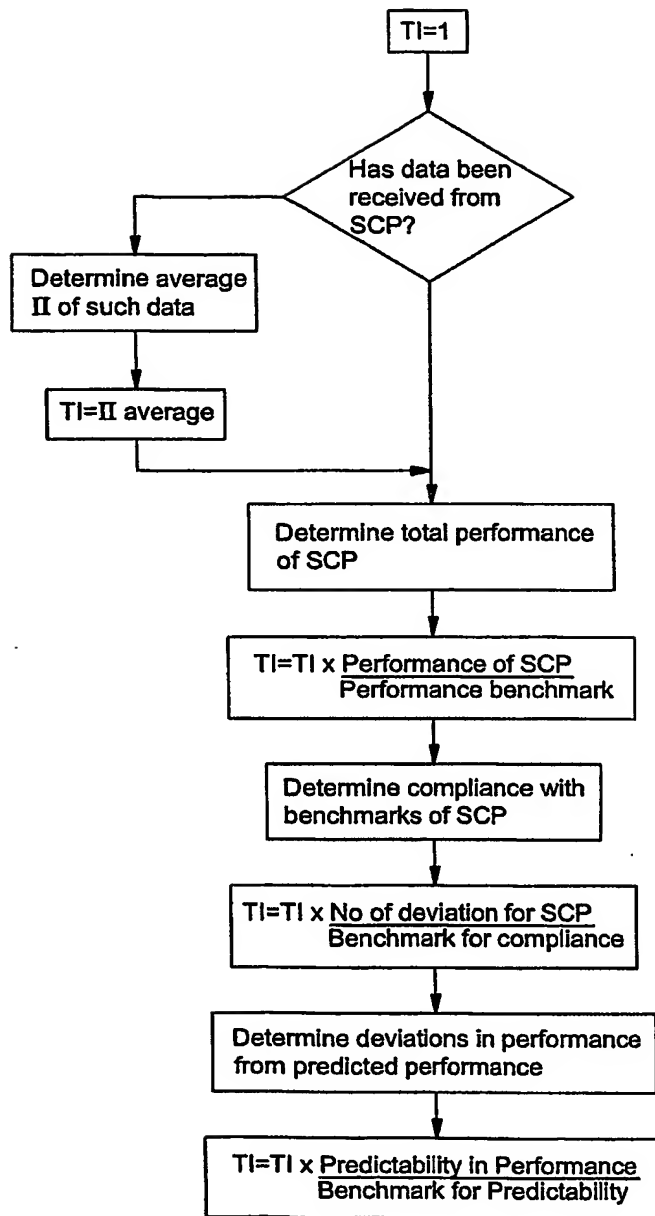 TI=1
Has data been
received from
SCP?
Determine average
II of such data
TI=II average
Determine total performance
of SCP
TI=TI x Performance of SCP
Performance benchmark
Determine compliance with
benchmarks of SCP
TI=TI x No of deviation for SCP
Benchmark for compliance
Determine deviations in performance
from predicted performance
TI=TI x Predictability in Performance
Benchmark for Predictability